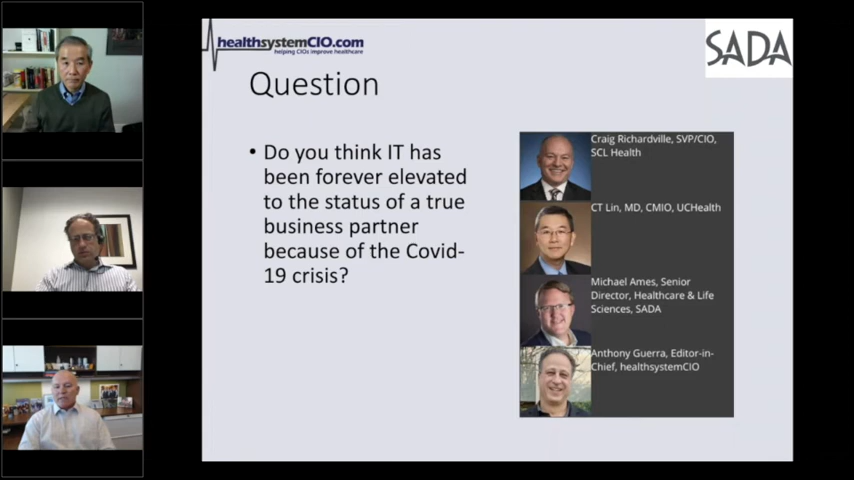 healthsystemCIO.com
helping CIOs improve healthcare
SADA
Question
• Do you think IT has
been forever elevated
to the status of a true
business partner
because of the Covid-
19 crisis?
Craig Richardville, SVP/CIO,
SCL Health
CT Lin, MD, CMIO, UCHealth
Michael Ames, Senior
Director, Healthcare & Life
Sciences, SADA
Anthony Guerra, Editor-in-
Chief, healthsystemCIO